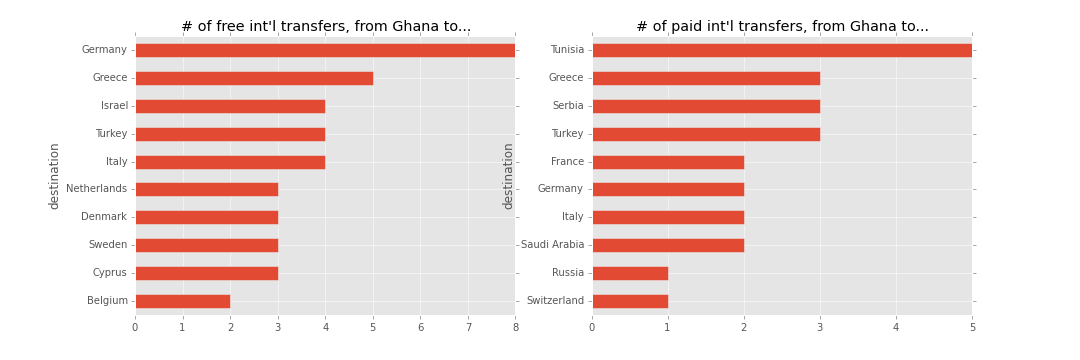 # of free int'l transfers, from Ghana to...
destination
Germany
Greece
Israel
Turkey
Italy
Netherlands
Denmark
Sweden
Cyprus
Belgium
0 1 2 3 4 5 6 7 8
# of paid int'l transfers, from Ghana to...
destination
Tunisia
Greece
Serbia
Turkey
France
Germany
Italy
Saudi Arabia
Russia
Switzerland
0 1 2 3 4 5